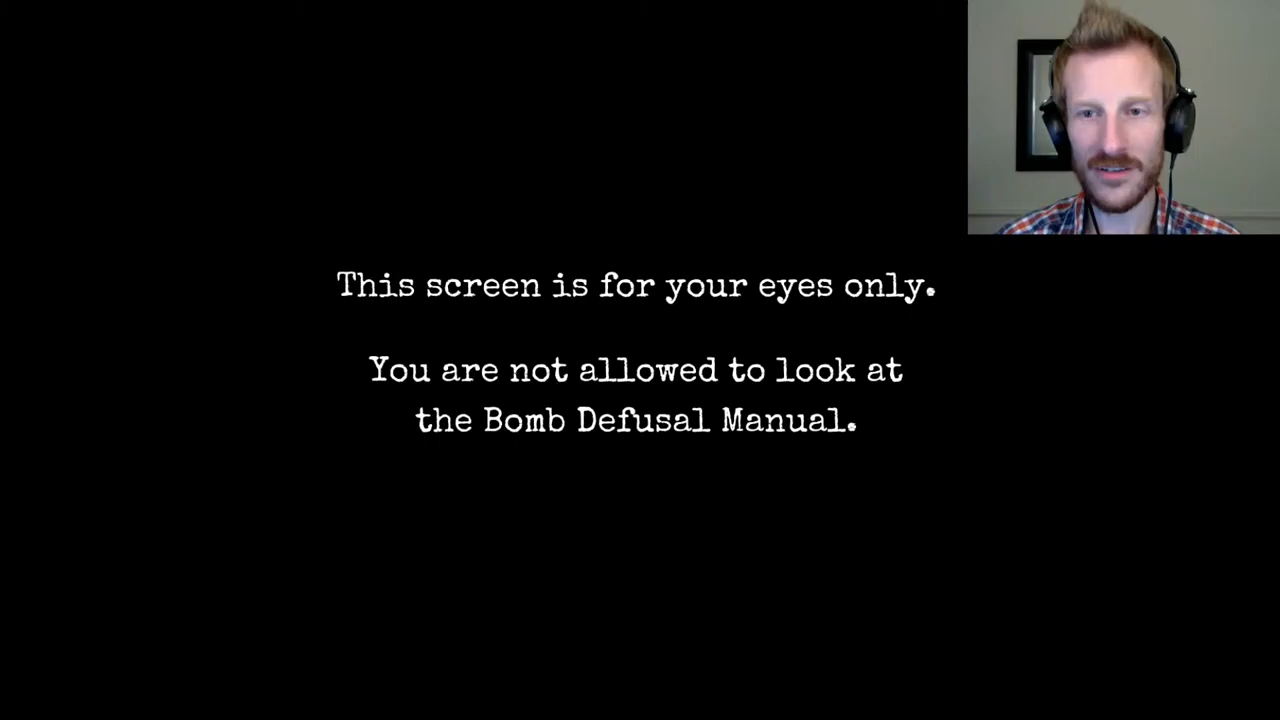 This screen is for your eyes only.
You are not allowed to look at
the Bomb Defusal Manual.